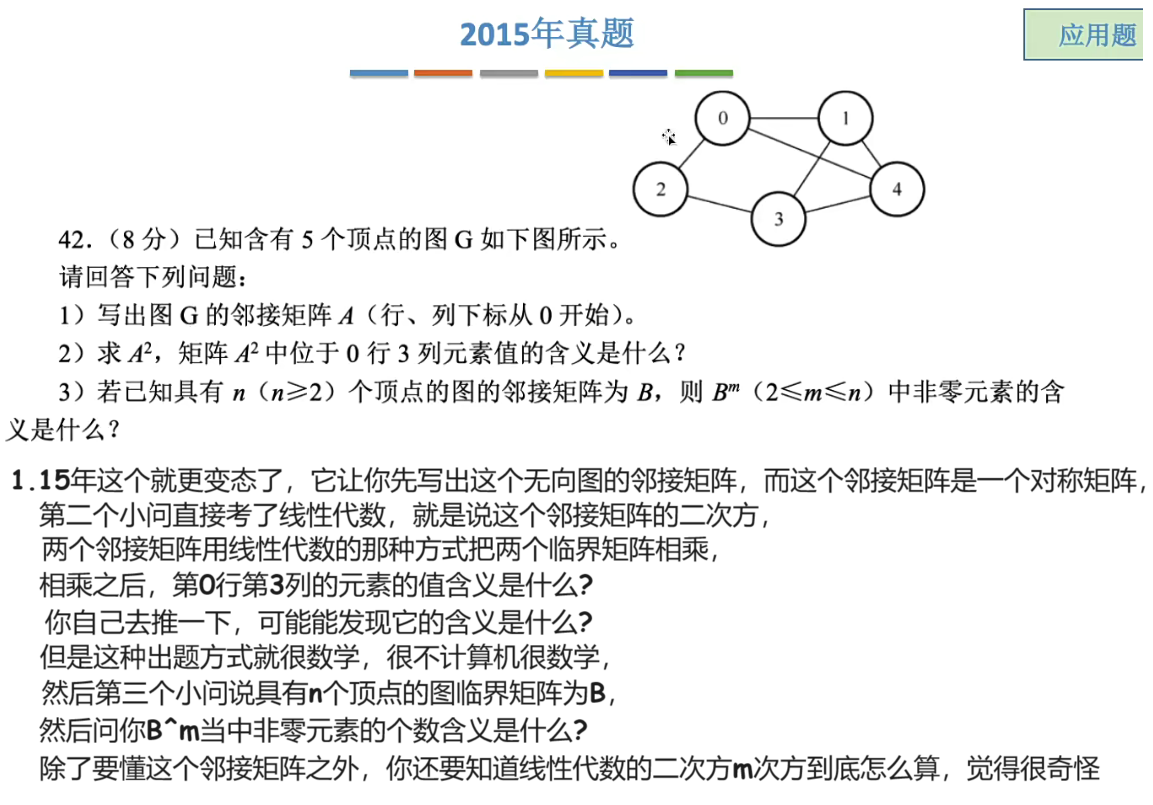 2015年真题
应用题
0
1
2
4
3
42.（8 分）已知含有 5 个顶点的图 G 如下图所示。
请回答下列问题：
1）写出图 G 的邻接矩阵 A（行、列下标从 0 开始）。
2）求 A²，矩阵 A² 中位于 0 行 3 列元素值的含义是什么？
3）若已知具有 n（n≥2）个顶点的图的邻接矩阵为 B，则 Bᵐ（2≤m≤n）中非零元素的含
义是什么？
1.15年这个就更变态了，它让你先写出这个无向图的邻接矩阵，而这个邻接矩阵是一个对称矩阵，
第二个小问直接考了线性代数，就是说这个邻接矩阵的二次方，
两个邻接矩阵用线性代数的那种方式把两个临界矩阵相乘，
相乘之后，第0行第3列的元素的值含义是什么?
你自己去推一下，可能能发现它的含义是什么?
但是这种出题方式就很数学，很不计算机很数学，
然后第三个小问说具有n个顶点的图临界矩阵为B，
然后问你B^m当中非零元素的个数含义是什么?
除了要懂这个邻接矩阵之外，你还要知道线性代数的二次方m次方到底怎么算，觉得很奇怪